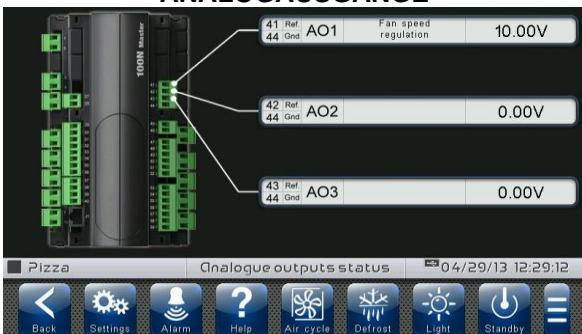 ANALOGAUSGÄNGE
41 Ref. AO1 Fan speed regulation 10.00V
44 Gnd
42 Ref. AO2 0.00V
44 Gnd
43 Ref. AO3 0.00V
44 Gnd
100N Master
Pizza Analogue outputs status 04/29/13 12:29:12
Back Settings Alarm Help Air cycle Defrost Light Standby